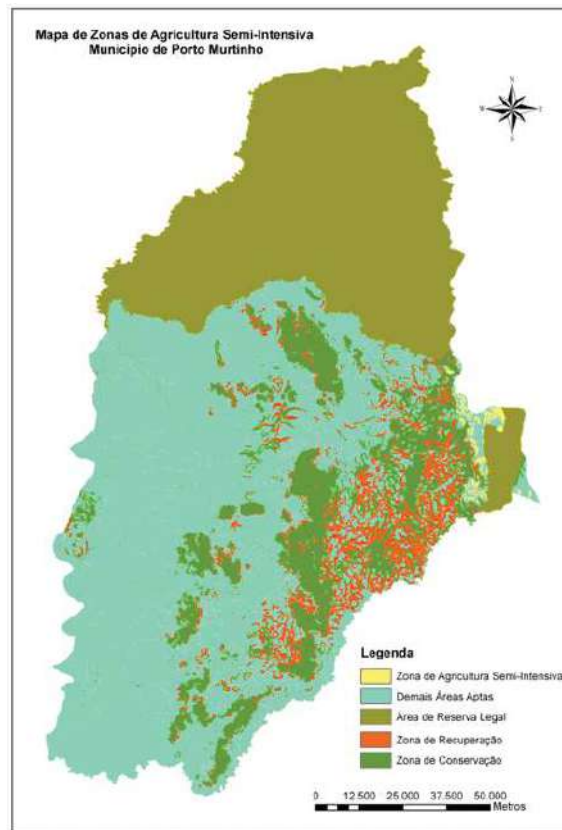 Mapa de Zonas de Agricultura Semi-Intensiva
Município de Porto Murtinho
N
W
E
S
Legenda
Zona de Agricultura Semi-Intensiva
Demais Áreas Aptas
Área de Reserva Legal
Zona de Recuperação
Zona de Conservação
0 12.500 25.000 37.500 50.000
Metros